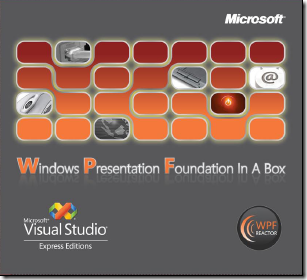 Microsoft
Windows Presentation Foundation In A Box
Microsoft
Visual Studio
Express Editions
WPF
REACTOR
@